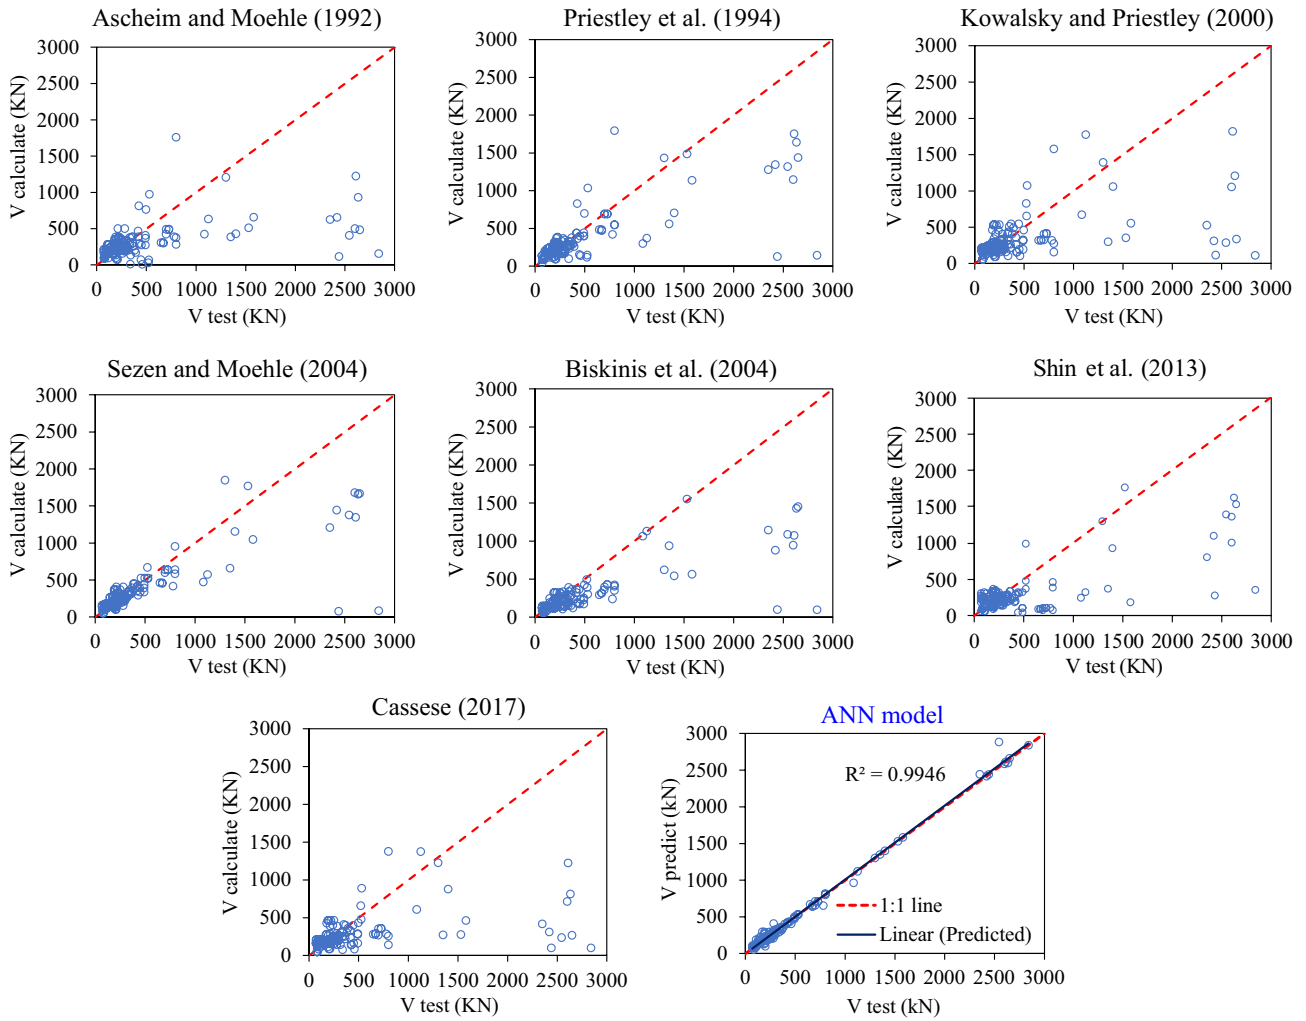 Ascheim and Moehle (1992)
3000
2500
2000
1500
1000
500
0
V calculate (KN)
0 500 1000 1500 2000 2500 3000
V test (KN)
Priestley et al. (1994)
3000
2500
2000
1500
1000
500
0
V calculate (KN)
0 500 1000 1500 2000 2500 3000
V test (KN)
Kowalsky and Priestley (2000)
3000
2500
2000
1500
1000
500
0
V calculate (KN)
0 500 1000 1500 2000 2500 3000
V test (KN)
Sezen and Moehle (2004)
3000
2500
2000
1500
1000
500
0
V calculate (KN)
0 500 1000 1500 2000 2500 3000
V test (KN)
Biskinis et al. (2004)
3000
2500
2000
1500
1000
500
0
V calculate (KN)
0 500 1000 1500 2000 2500 3000
V test (KN)
Shin et al. (2013)
3000
2500
2000
1500
1000
500
0
V calculate (KN)
0 500 1000 1500 2000 2500 3000
V test (KN)
Cassese (2017)
3000
2500
2000
1500
1000
500
0
V calculate (KN)
0 500 1000 1500 2000 2500 3000
V test (KN)
ANN model
3000
2500
2000
1500
1000
500
0
V predict (kN)
R² = 0.9946
1:1 line
Linear (Predicted)
0 500 1000 1500 2000 2500 3000
V test (kN)